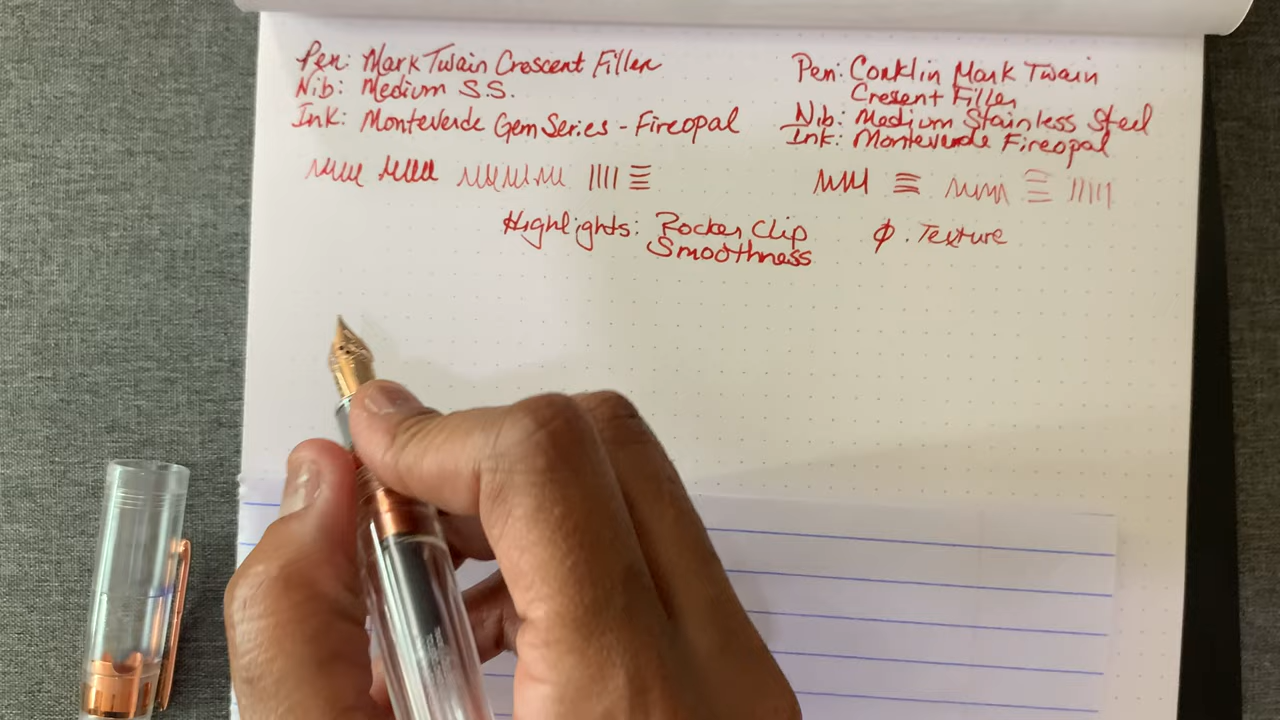 Pen: Mark Twain Crescent Filler
Nib: Medium S.S.
Ink: Monteverde Gem Series - Fireopal
Pen: Conklin Mark Twain
Cresent Filler
Nib: Medium Stainless Steel
Ink: Monteverde Fireopal
Highlights: Rocker Clip
Smoothness
ϕ. Texture